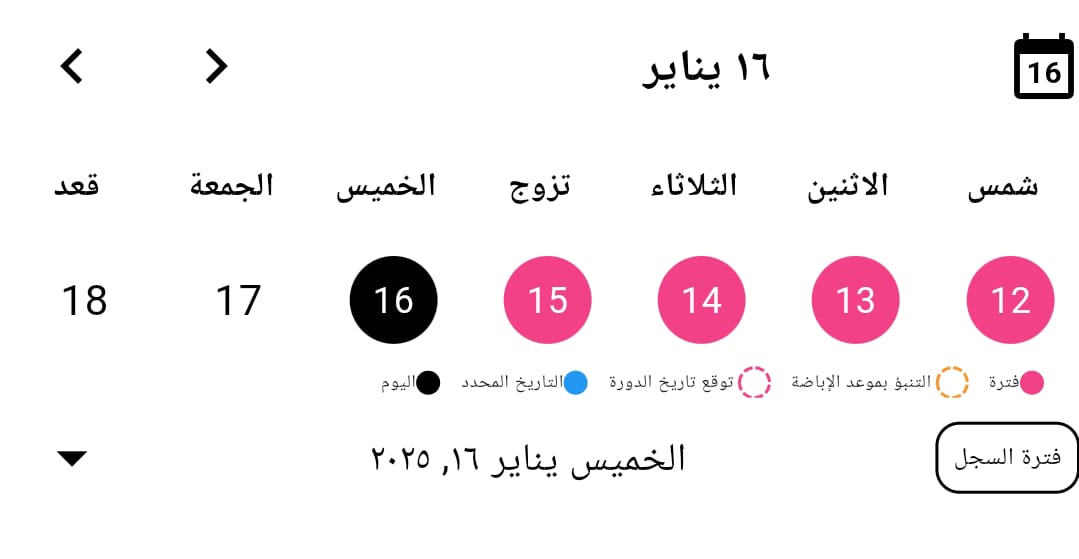 16 ١٦ يناير
شمس الاثنين الثلاثاء تزوج الخميس الجمعة قعد
12 13 14 15 16 17 18
فترة التنبؤ بموعد الإباضة توقع تاريخ الدورة التاريخ المحدد اليوم
فترة السجل الخميس يناير ١٦, ٢٠٢٥